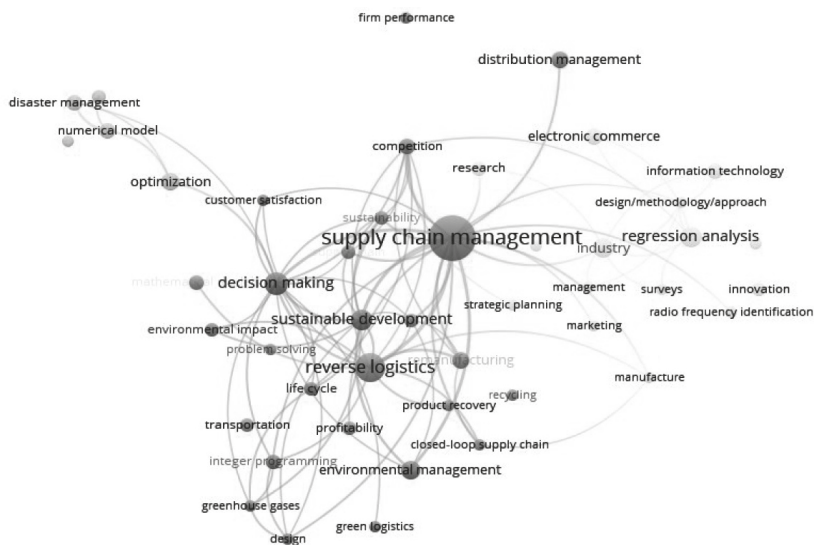 firm performance
distribution management
disaster management
numerical model
electronic commerce
competition
research
information technology
optimization
customer satisfaction
design/methodology/approach
sustainability
supply chain management
regression analysis
industry
mathematical
decision making
management
surveys
innovation
strategic planning
radio frequency identification
sustainable development
environmental impact
marketing
problem solving
remanufacturing
reverse logistics
manufacture
life cycle
recycling
product recovery
transportation
profitability
closed-loop supply chain
integer programming
environmental management
greenhouse gases
green logistics
design